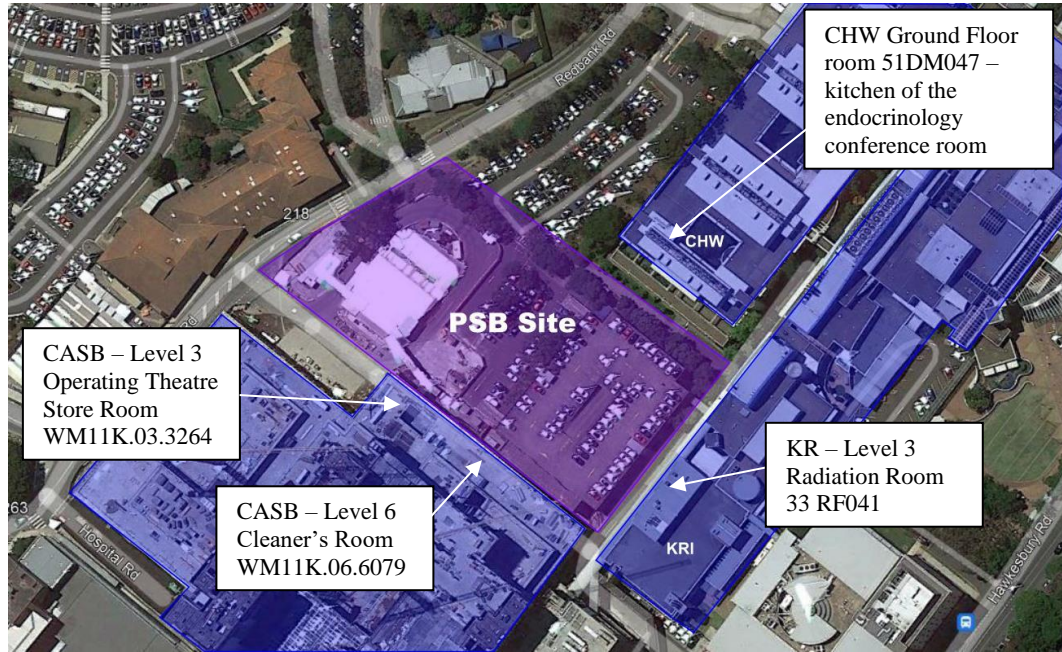 CHW Ground Floor
room 51DM047 –
kitchen of the
endocrinology
conference room
Redbank Rd
218
CHW
PSB Site
Rd
CASB – Level 3
Operating Theatre
Store Room
WM11K.03.3264
KR – Level 3
Radiation Room
33 RF041
CASB – Level 6
Cleaner's Room
WM11K.06.6079
263
Hospital Rd
KRI
Hawkesbury Rd